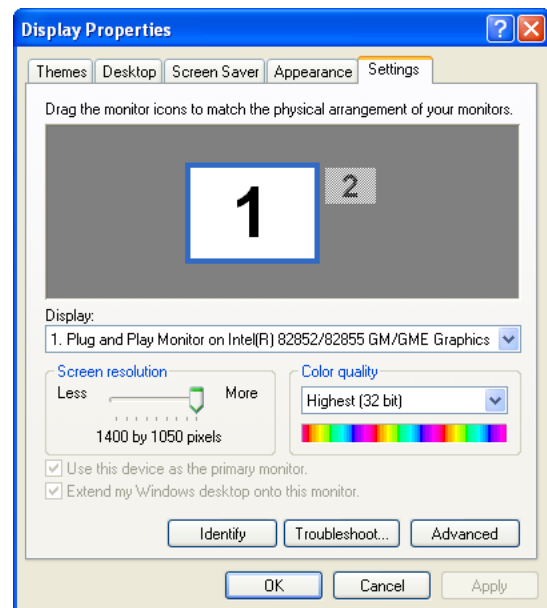 Display Properties
Themes Desktop Screen Saver Appearance Settings
Drag the monitor icons to match the physical arrangement of your monitors.
1 2
Display:
1. Plug and Play Monitor on Intel(R) 82852/82855 GM/GME Graphics
Screen resolution
Less More
1400 by 1050 pixels
Color quality
Highest (32 bit)
Use this device as the primary monitor.
Extend my Windows desktop onto this monitor.
Identify Troubleshoot... Advanced
OK Cancel Apply